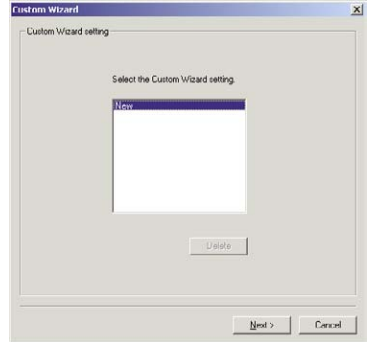 Custom Wizard
Custom Wizard setting
Select the Custom Wizard setting.
New
Delete
Next >
Cancel